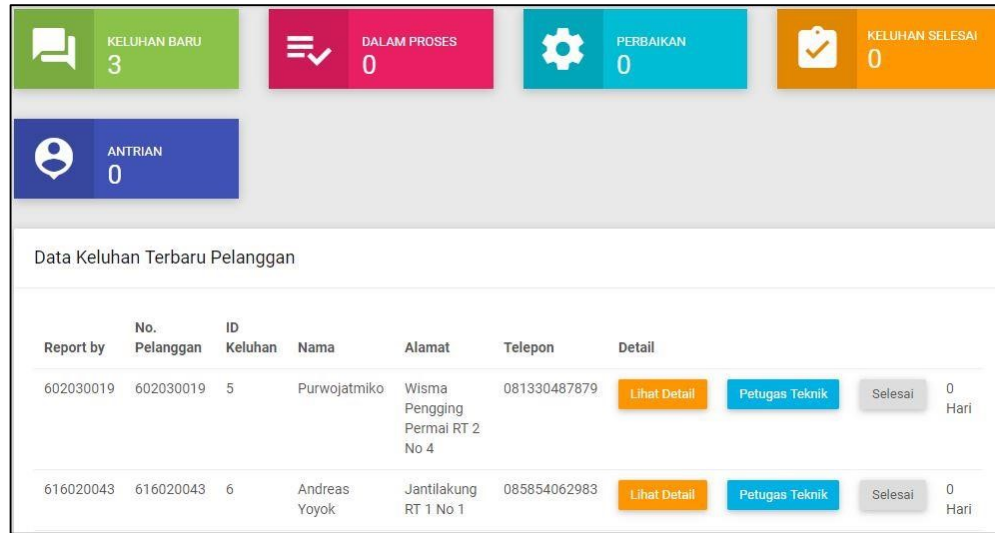 KELUHAN BARU
3
DALAM PROSES
0
PERBAIKAN
0
KELUHAN SELESAI
0
ANTRIAN
0
Data Keluhan Terbaru Pelanggan
Report by
No.
Pelanggan
ID
Keluhan
Nama
Alamat
Telepon
Detail
602030019
602030019
5
Purwojatmiko
Wisma
Pengging
Permai RT 2
No 4
081330487879
Lihat Detail
Petugas Teknik
Selesai
0
Hari
616020043
616020043
6
Andreas
Yoyok
Jantilakung
RT 1 No 1
085854062983
Lihat Detail
Petugas Teknik
Selesai
0
Hari